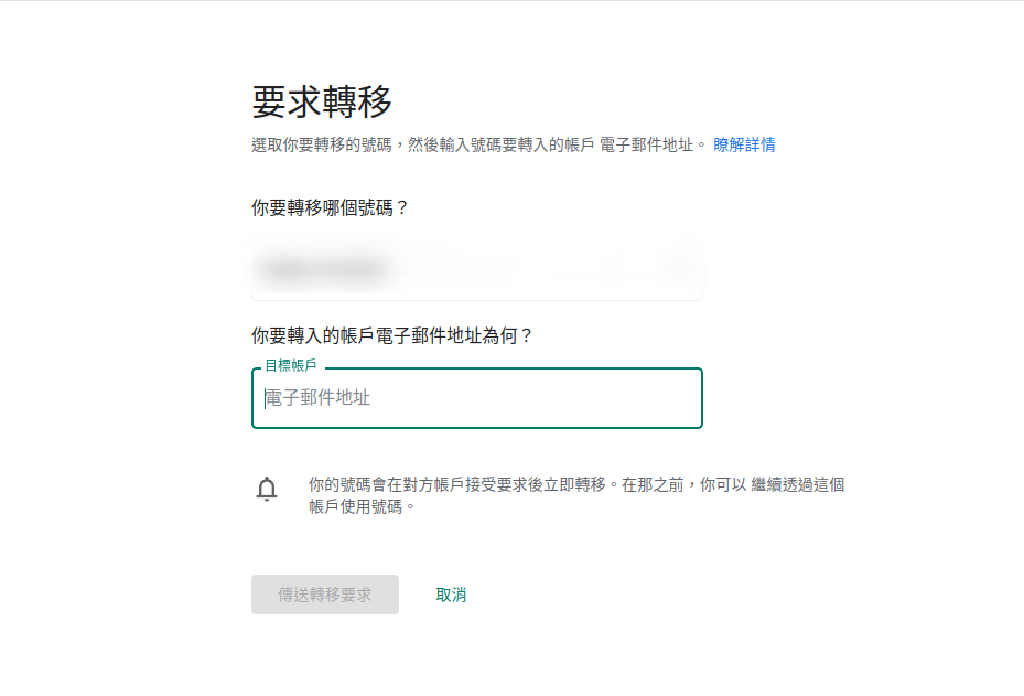 要求轉移
選取你要轉移的號碼，然後輸入號碼要轉入的帳戶 電子郵件地址。 瞭解詳情
你要轉移哪個號碼？
你要轉入的帳戶電子郵件地址為何？
目標帳戶
電子郵件地址
你的號碼會在對方帳戶接受要求後立即轉移。在那之前，你可以 繼續透過這個
帳戶使用號碼。
傳送轉移要求 取消